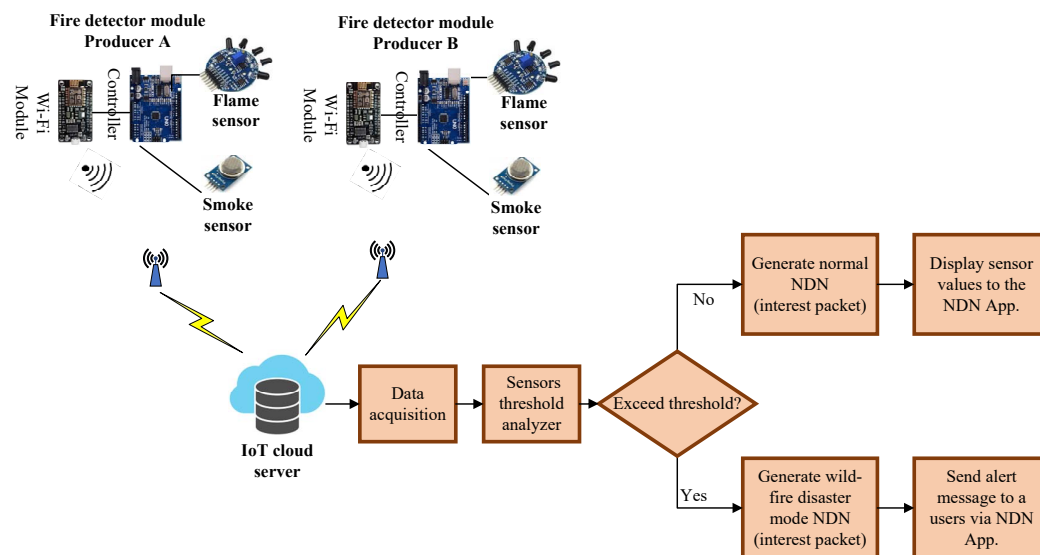 Fire detector module
Producer A
Wi-Fi
Module
Controller
Flame
sensor
Smoke
sensor
Fire detector module
Producer B
Wi-Fi
Module
Controller
Flame
sensor
Smoke
sensor
IoT cloud
server
Data
acquisition
Sensors
threshold
analyzer
Exceed threshold?
No
Generate normal
NDN
(interest packet)
Display sensor
values to the
NDN App.
Yes
Generate wild-
fire disaster
mode NDN
(interest packet)
Send alert
message to a
users via NDN
App.